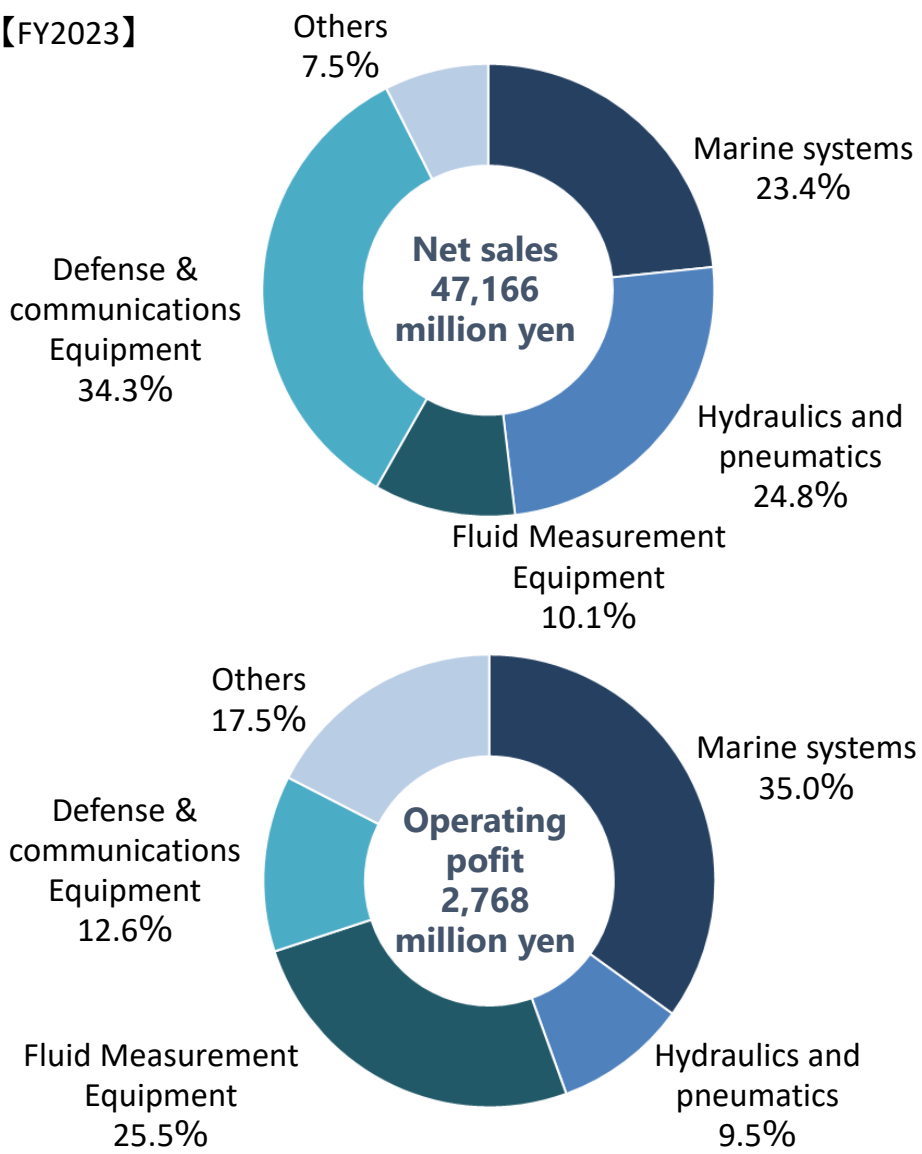 【FY2023】
Others
7.5%
Marine systems
23.4%
Net sales
47,166
million yen
Defense &
communications
Equipment
34.3%
Hydraulics and
pneumatics
24.8%
Fluid Measurement
Equipment
10.1%
Others
17.5%
Marine systems
35.0%
Operating
pofit
2,768
million yen
Defense &
communications
Equipment
12.6%
Fluid Measurement
Equipment
25.5%
Hydraulics and
pneumatics
9.5%